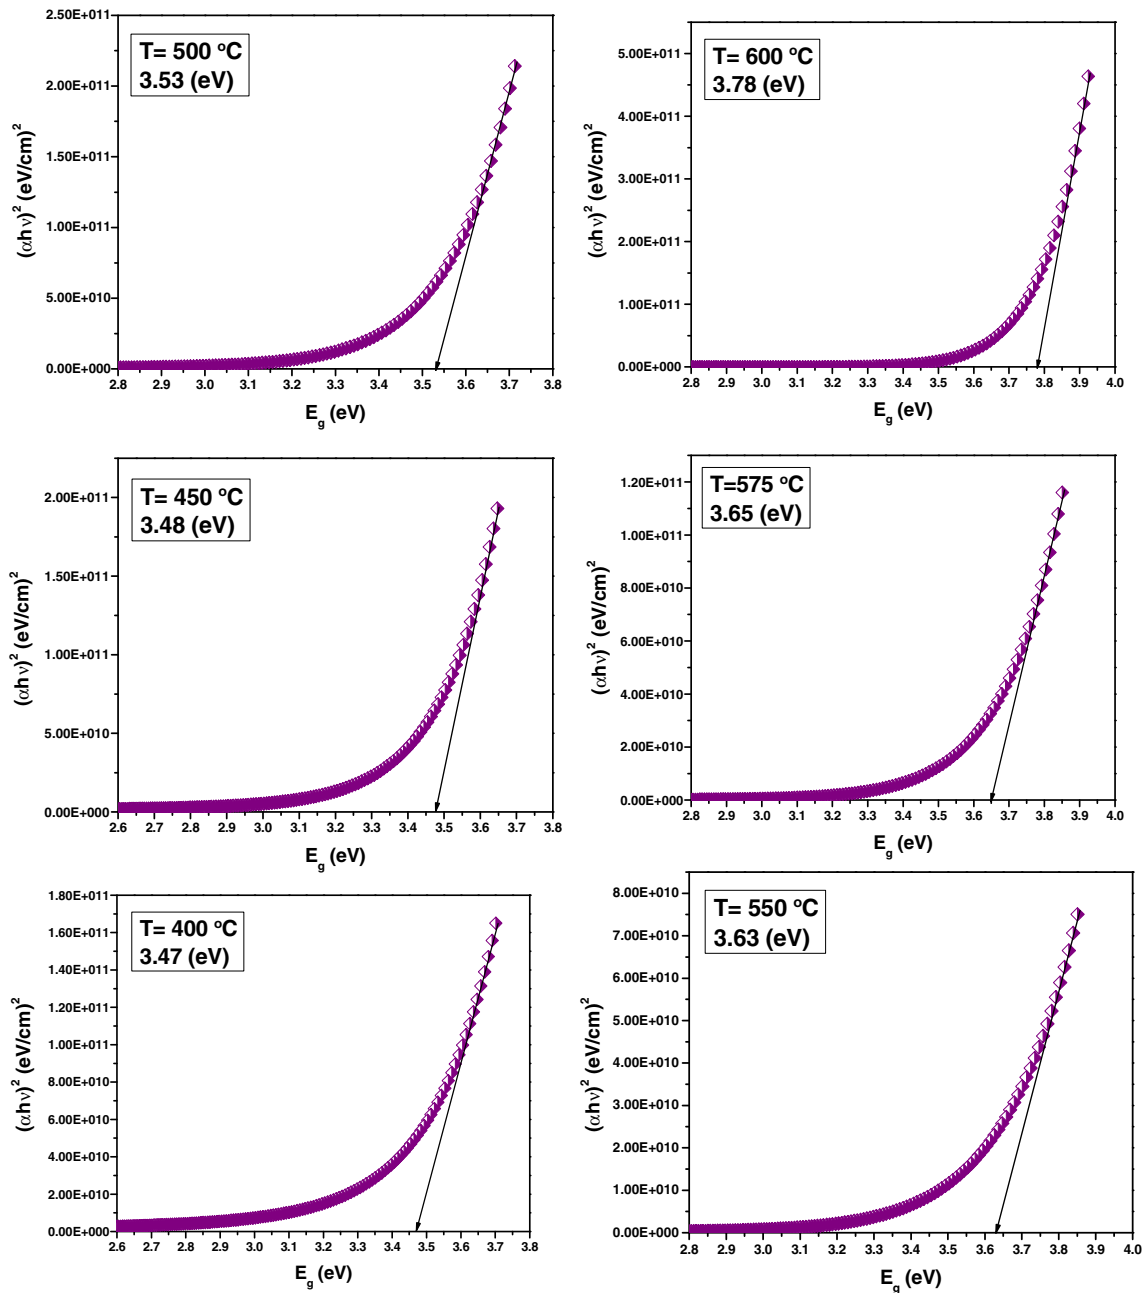 2.50E+011
2.00E+011
1.50E+011
1.00E+011
5.00E+010
0.00E+000
(αhν)² (eV/cm)²
T= 500 ºC
3.53 (eV)
2.8 2.9 3.0 3.1 3.2 3.3 3.4 3.5 3.6 3.7 3.8
E_g (eV)
5.00E+011
4.00E+011
3.00E+011
2.00E+011
1.00E+011
0.00E+000
(αhν)² (eV/cm)²
T= 600 ºC
3.78 (eV)
2.8 2.9 3.0 3.1 3.2 3.3 3.4 3.5 3.6 3.7 3.8 3.9 4.0
E_g (eV)
2.00E+011
1.50E+011
1.00E+011
5.00E+010
0.00E+000
(αhν)² (eV/cm)²
T= 450 ºC
3.48 (eV)
2.6 2.7 2.8 2.9 3.0 3.1 3.2 3.3 3.4 3.5 3.6 3.7 3.8
E_g (eV)
1.20E+011
1.00E+011
8.00E+010
6.00E+010
4.00E+010
2.00E+010
0.00E+000
(αhν)² (eV/cm)²
T=575 ºC
3.65 (eV)
2.8 2.9 3.0 3.1 3.2 3.3 3.4 3.5 3.6 3.7 3.8 3.9 4.0
E_g (eV)
1.80E+011
1.60E+011
1.40E+011
1.20E+011
1.00E+011
8.00E+010
6.00E+010
4.00E+010
2.00E+010
0.00E+000
(αhν)² (eV/cm)²
T= 400 ºC
3.47 (eV)
2.6 2.7 2.8 2.9 3.0 3.1 3.2 3.3 3.4 3.5 3.6 3.7 3.8
E_g (eV)
8.00E+010
7.00E+010
6.00E+010
5.00E+010
4.00E+010
3.00E+010
2.00E+010
1.00E+010
0.00E+000
(αhν)² (eV/cm)²
T= 550 ºC
3.63 (eV)
2.8 2.9 3.0 3.1 3.2 3.3 3.4 3.5 3.6 3.7 3.8 3.9 4.0
E_g (eV)